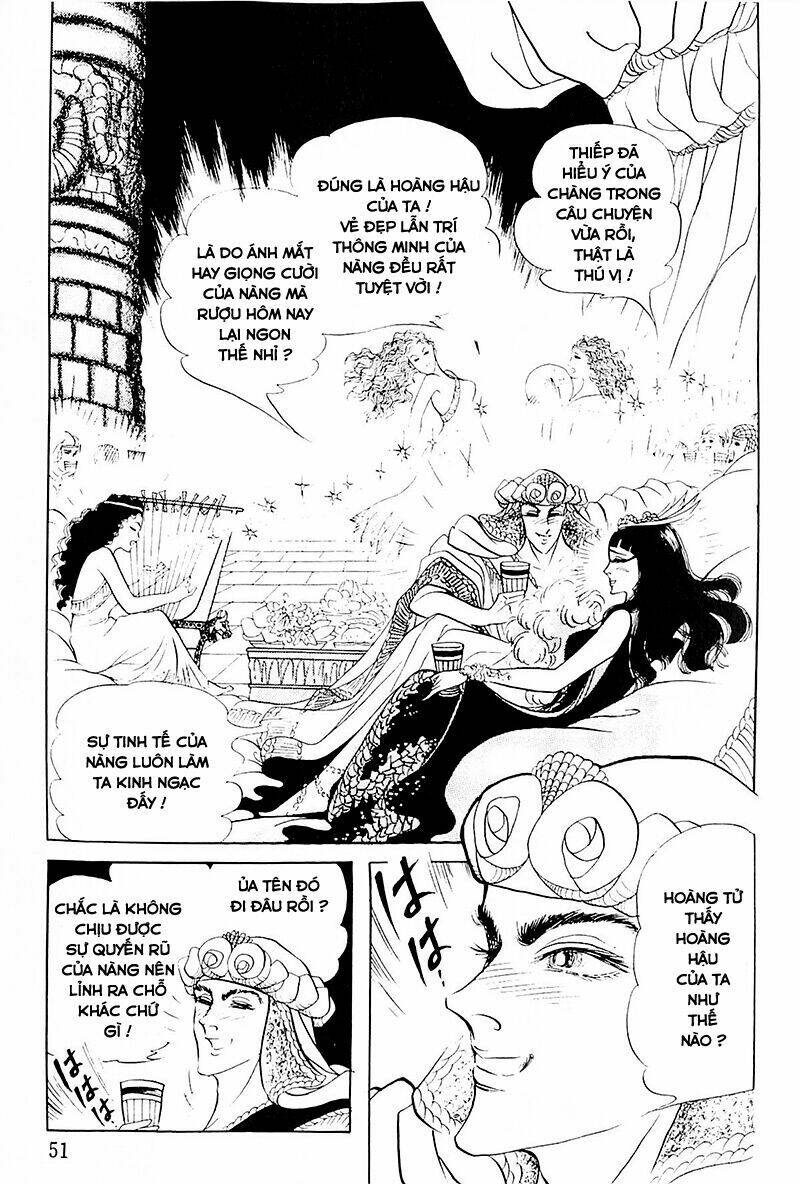 THIẾP ĐÃ
HIỂU Ý CỦA
CHÀNG TRONG
CÂU CHUYỆN
VỪA RỒI,
THẬT LÀ
THÚ VỊ !
ĐÚNG LÀ HOÀNG HẬU
CỦA TA !
VẺ ĐẸP LẪN TRÍ
THÔNG MINH CỦA
NÀNG ĐỀU RẤT
TUYỆT VỜI !
LÀ DO ÁNH MẮT
HAY GIỌNG CƯỜI
CỦA NÀNG MÀ
RƯỢU HÔM NAY
LẠI NGON
THẾ NHỈ ?
SỰ TINH TẾ CỦA
NÀNG LUÔN LÀM
TA KINH NGẠC
ĐẤY !
HOÀNG TỬ
THẤY
HOÀNG
HẬU
CỦA TA
NHƯ
THẾ
NÀO ?
はは!
ỦA TÊN ĐÓ
ĐI ĐÂU RỒI ?
CHẮC LÀ KHÔNG
CHỊU ĐƯỢC
SỰ QUYẾN RŨ
CỦA NÀNG NÊN
LỈNH RA CHỖ
KHÁC CHỨ
GÌ !
はははは
51